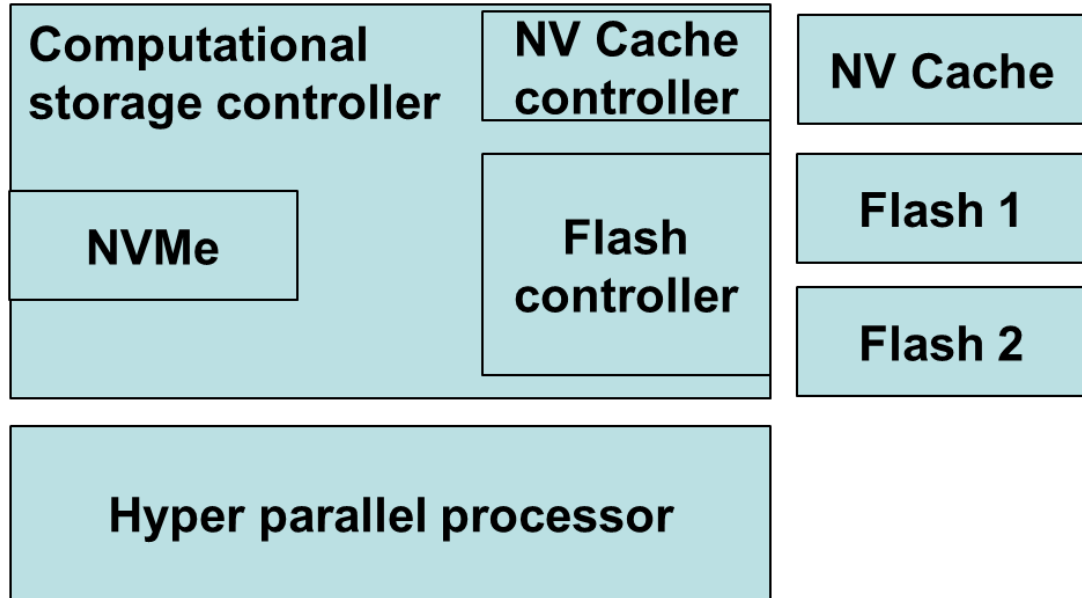 Computational
storage controller
NV Cache
controller
NV Cache
NVMe
Flash
controller
Flash 1
Flash 2
Hyper parallel processor